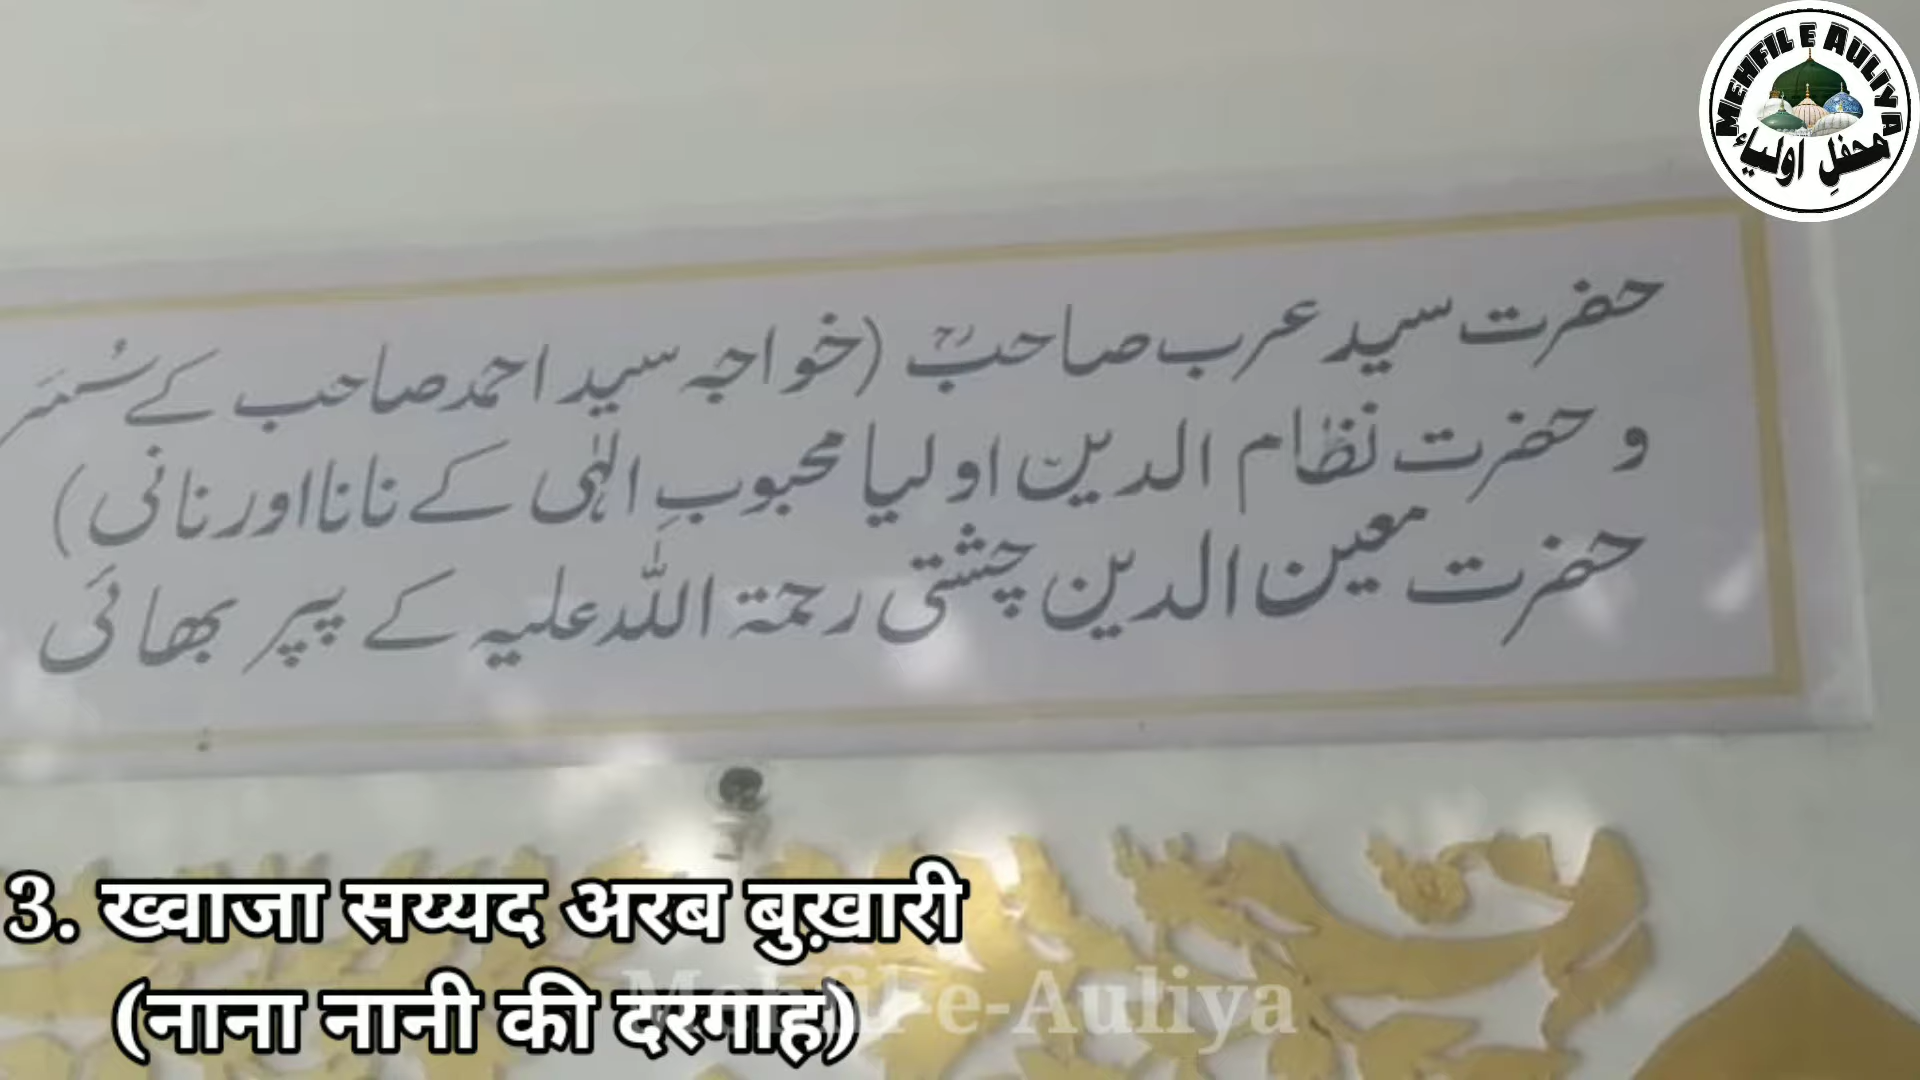 MEHFIL E AULIYA
محفلِ اولیاء
حضرت سید عرب صاحبؒ (خواجہ سید احمد صاحب کے سُسَر
و حضرت نظام الدین اولیا محبوبِ الہٰی کے نانا اور نانی)
حضرت معین الدین چشتی رحمۃ اللہ علیہ کے پیر بھائی
3. ख्वाजा सय्यद अरब बुख़ारी
(नाना नानी की दरगाह)
Mehfil-e-Auliya